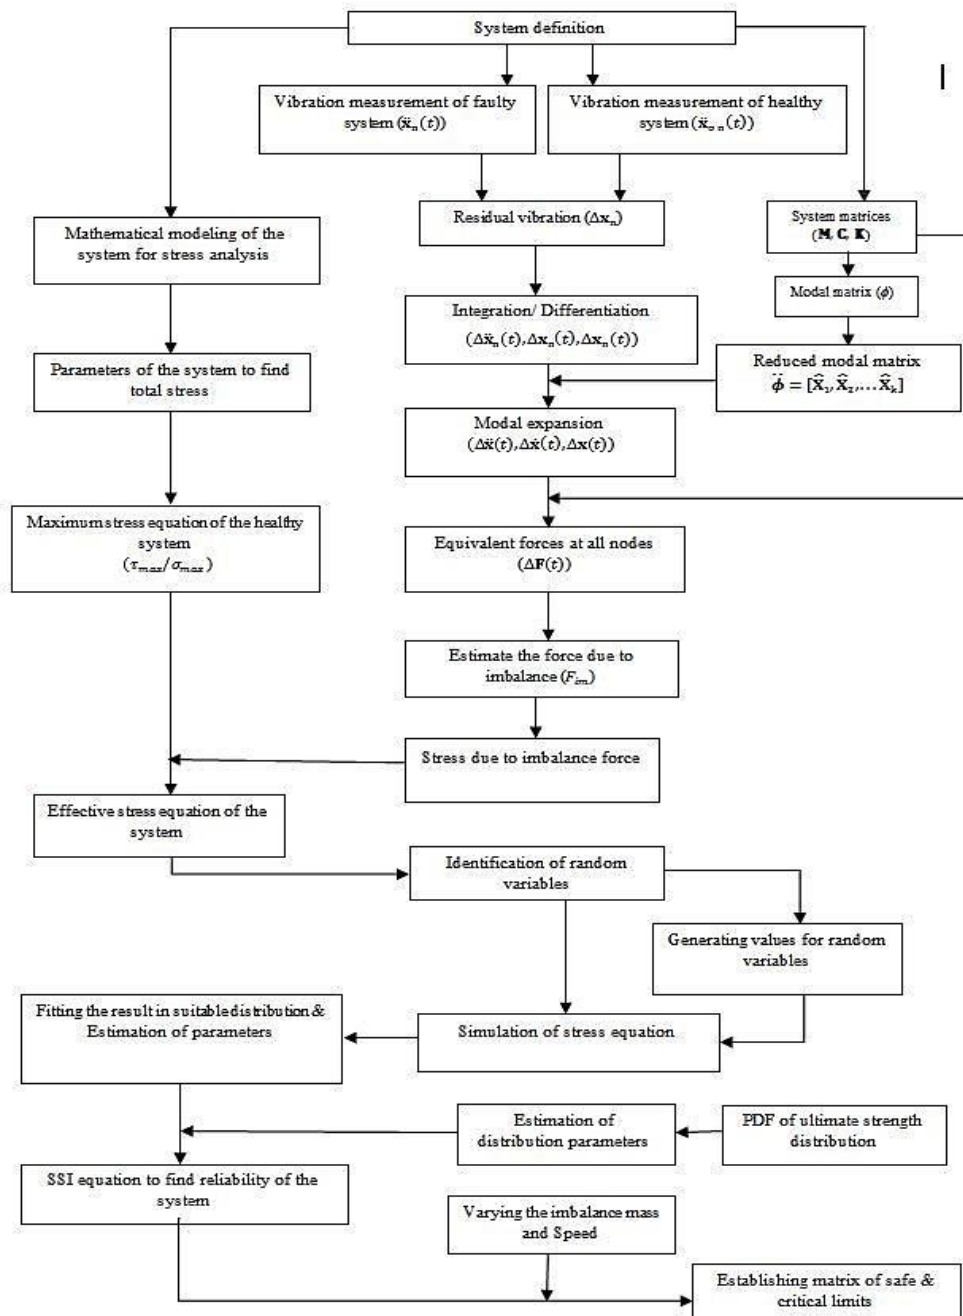 System definition
Vibration measurement of faulty
system (ẍₙ(t))
Vibration measurement of healthy
system (ẍₒ,ₙ(t))
Residual vibration (Δxₙ)
System matrices
(M, C, K)
Mathematical modeling of the
system for stress analysis
Modal matrix (ϕ)
Integration/ Differentiation
(Δẍₙ(t),Δxₙ(t),Δxₙ(t))
Reduced modal matrix
= [X̂₁, X̂₂, … X̂ₖ]
Parameters of the system to find
total stress
Modal expansion
(Δẍ(t),Δẋ(t),Δx(t))
Maximum stress equation of the healthy
system
(τmax/σmax)
Equivalent forces at all nodes
(ΔF(t))
Estimate the force due to
imbalance (Fim)
Stress due to imbalance force
Effective stress equation of the
system
Identification of random
variables
Generating values for random
variables
Fitting the result in suitable distribution &
Estimation of parameters
Simulation of stress equation
Estimation of
distribution parameters
PDF of ultimate strength
distribution
SSI equation to find reliability of the
system
Varying the imbalance mass
and Speed
Establishing matrix of safe &
critical limits